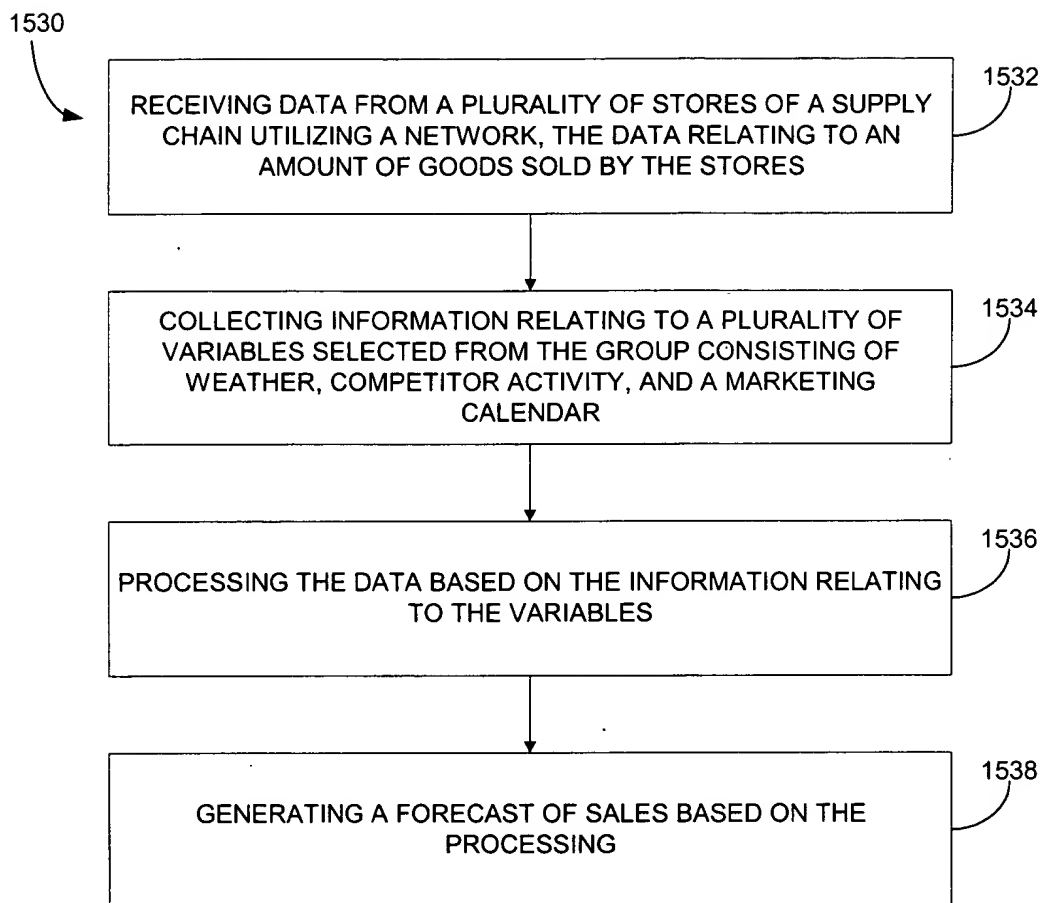 1530
1532
RECEIVING DATA FROM A PLURALITY OF STORES OF A SUPPLY
CHAIN UTILIZING A NETWORK, THE DATA RELATING TO AN
AMOUNT OF GOODS SOLD BY THE STORES
1534
COLLECTING INFORMATION RELATING TO A PLURALITY OF
VARIABLES SELECTED FROM THE GROUP CONSISTING OF
WEATHER, COMPETITOR ACTIVITY, AND A MARKETING
CALENDAR
1536
PROCESSING THE DATA BASED ON THE INFORMATION RELATING
TO THE VARIABLES
1538
GENERATING A FORECAST OF SALES BASED ON THE
PROCESSING